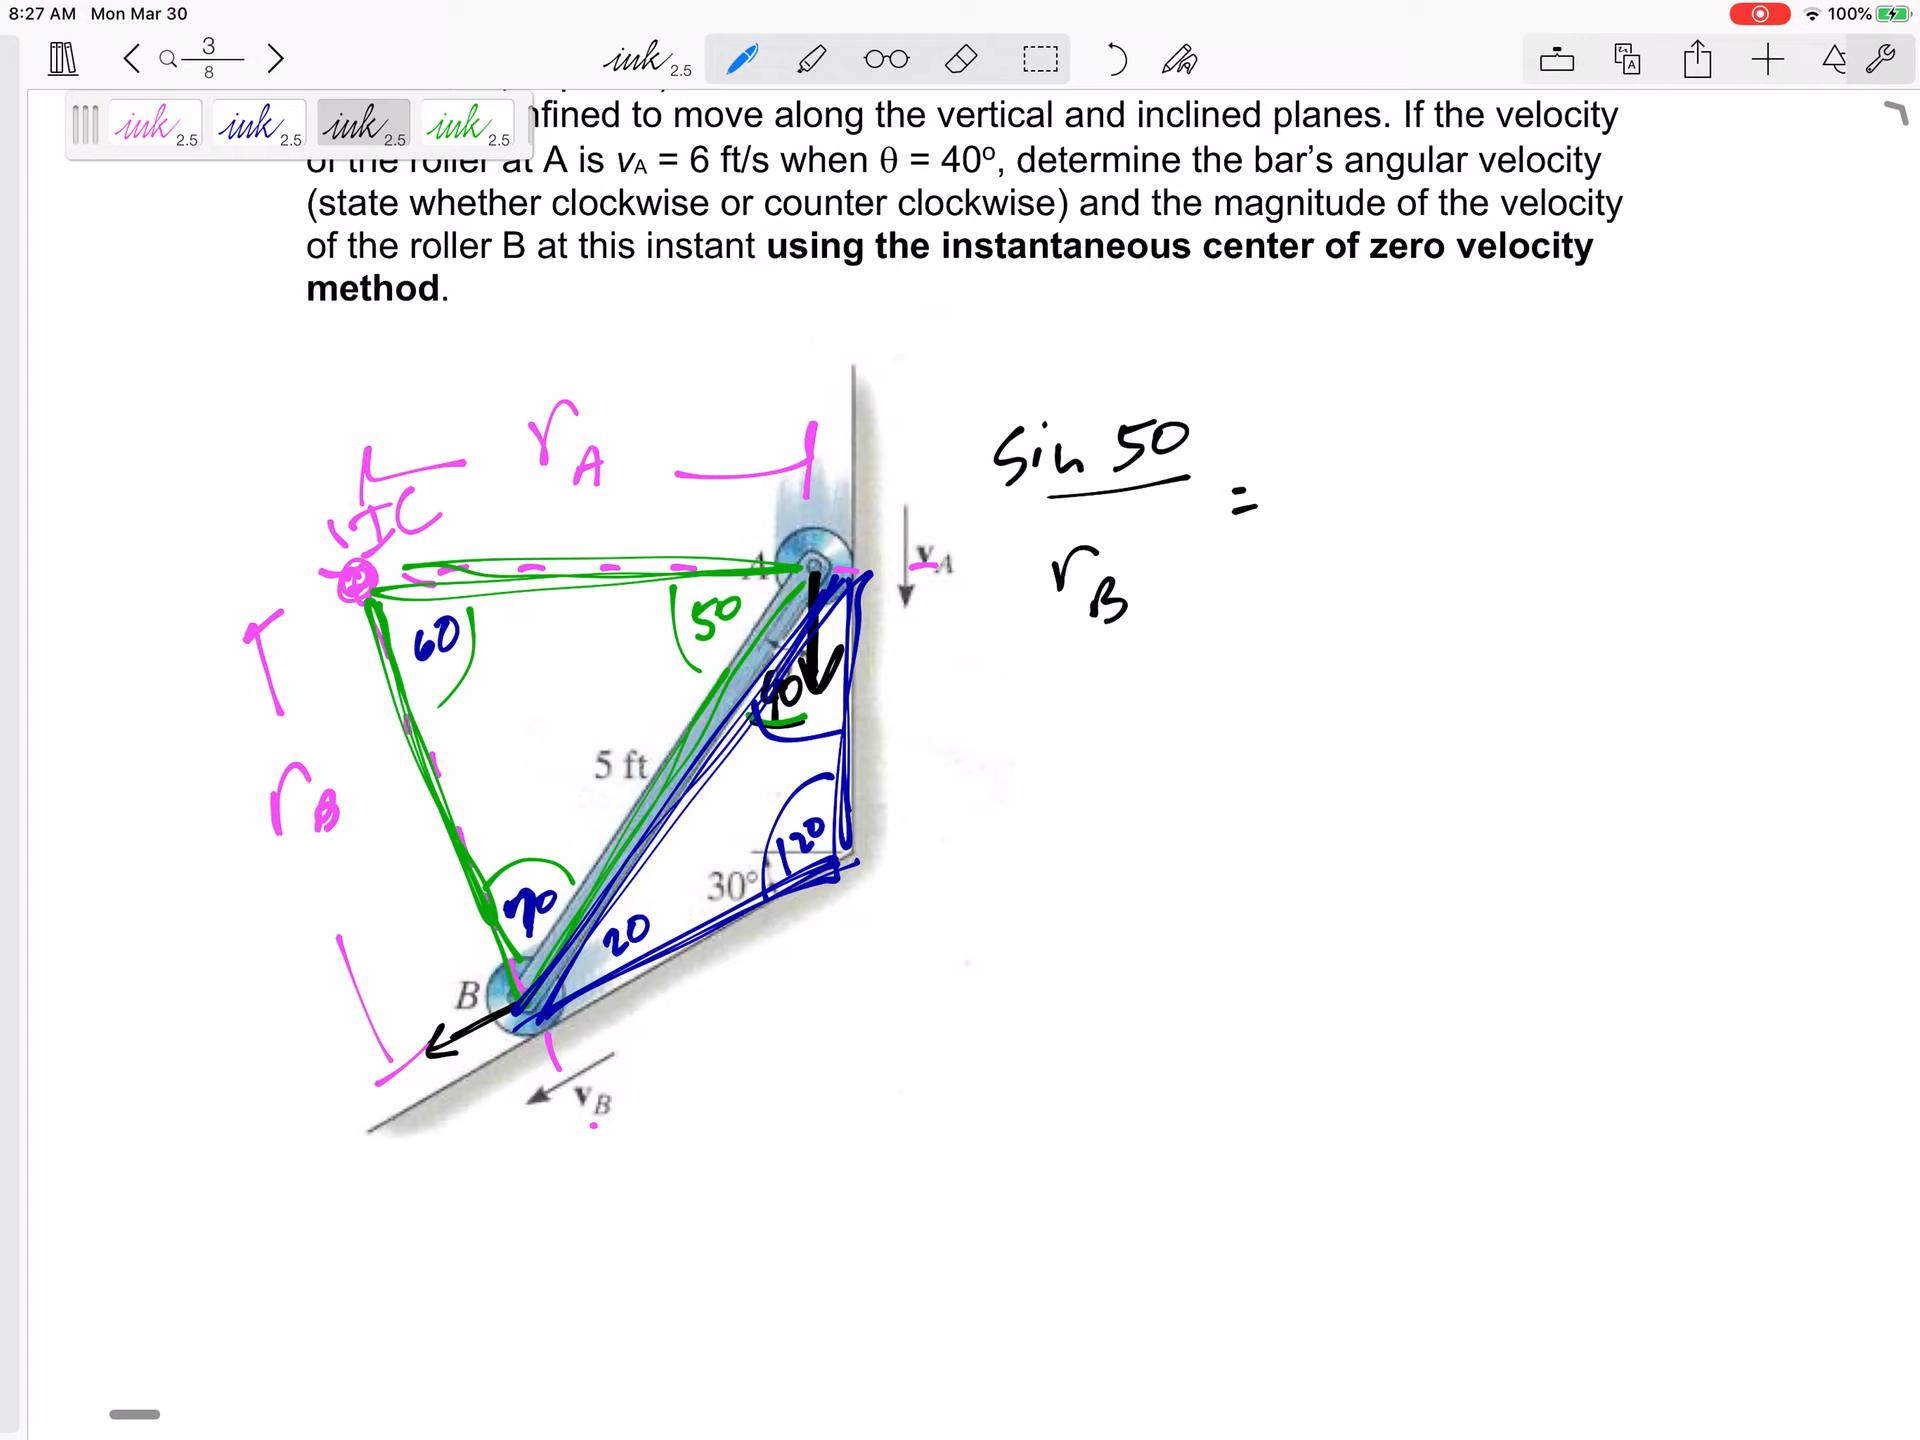 8:27 AM Mon Mar 30
100%
3
8
ink 2.5
A
ink 2.5 ink 2.5 ink 2.5 ink 2.5
nfined to move along the vertical and inclined planes. If the velocity
of the roller at A is vA = 6 ft/s when θ = 40°, determine the bar’s angular velocity
(state whether clockwise or counter clockwise) and the magnitude of the velocity
of the roller B at this instant using the instantaneous center of zero velocity
method.
rA
IC
A
vA
sin 50
=
rB
60
50
40
5 ft
rB
120
30°
70
20
B
vB